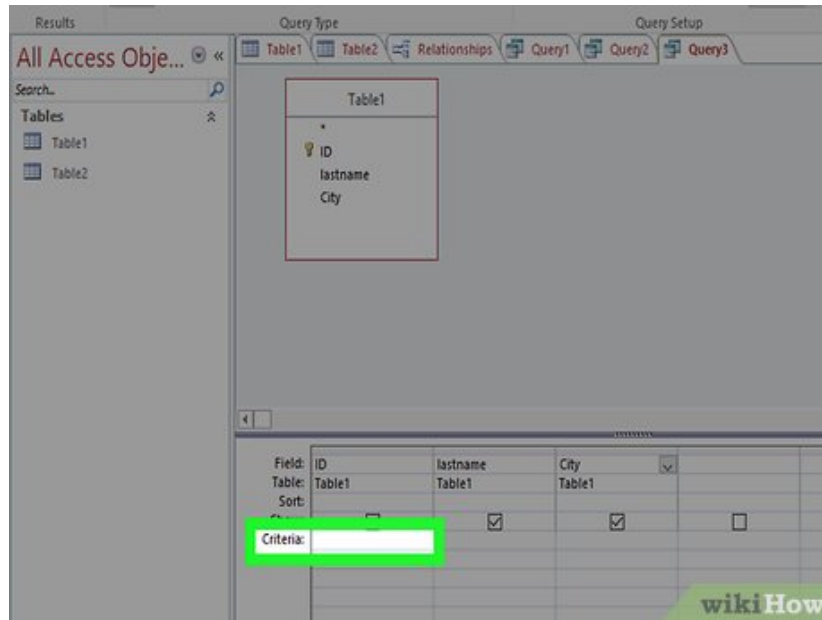 Results
Query Type
Query Setup
All Access Obje... «
Search...
Tables
Table1
Table2
Table1
Table2
Relationships
Query1
Query2
Query3
Table1
*
ID
lastname
City
Field: ID lastname City
Table: Table1 Table1 Table1
Sort:
Criteria:
wikiHow